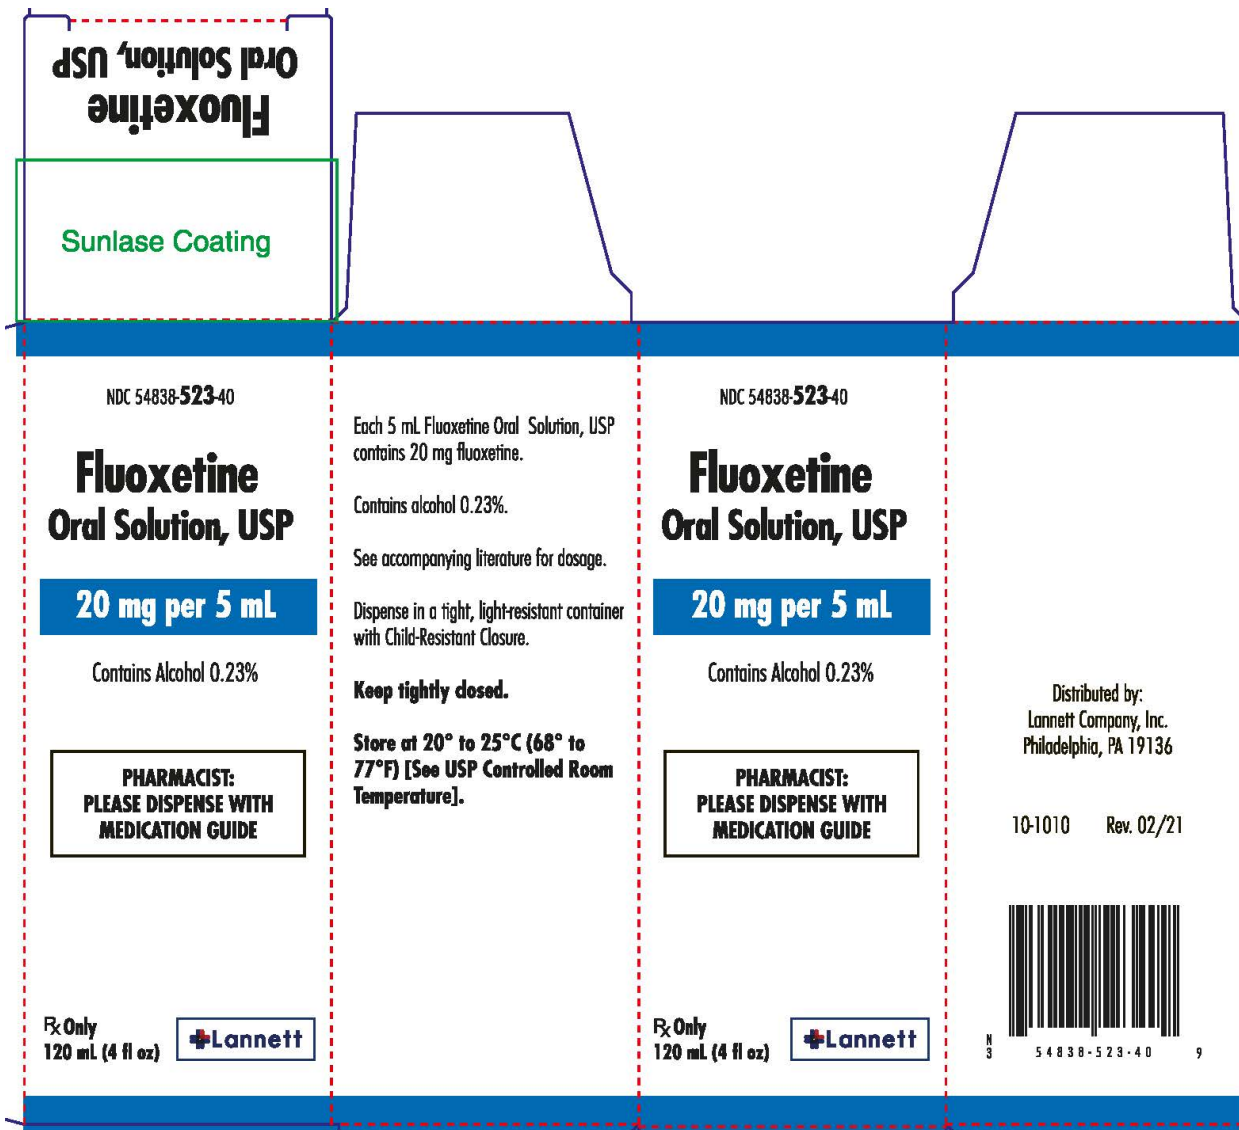 Fluoxetine
Oral Solution, USP
Sunlase Coating
NDC 54838-523-40
Fluoxetine
Oral Solution, USP
20 mg per 5 mL
Contains Alcohol 0.23%
PHARMACIST:
PLEASE DISPENSE WITH
MEDICATION GUIDE
℞ Only
120 mL (4 fl oz)
Lannett
Each 5 mL Fluoxetine Oral Solution, USP
contains 20 mg fluoxetine.
Contains alcohol 0.23%.
See accompanying literature for dosage.
Dispense in a tight, light-resistant container
with Child-Resistant Closure.
Keep tightly closed.
Store at 20° to 25°C (68° to
77°F) [See USP Controlled Room
Temperature].
NDC 54838-523-40
Fluoxetine
Oral Solution, USP
20 mg per 5 mL
Contains Alcohol 0.23%
PHARMACIST:
PLEASE DISPENSE WITH
MEDICATION GUIDE
℞ Only
120 mL (4 fl oz)
Lannett
Distributed by:
Lannett Company, Inc.
Philadelphia, PA 19136
10-1010 Rev. 02/21
N
3 54838-523-40 9